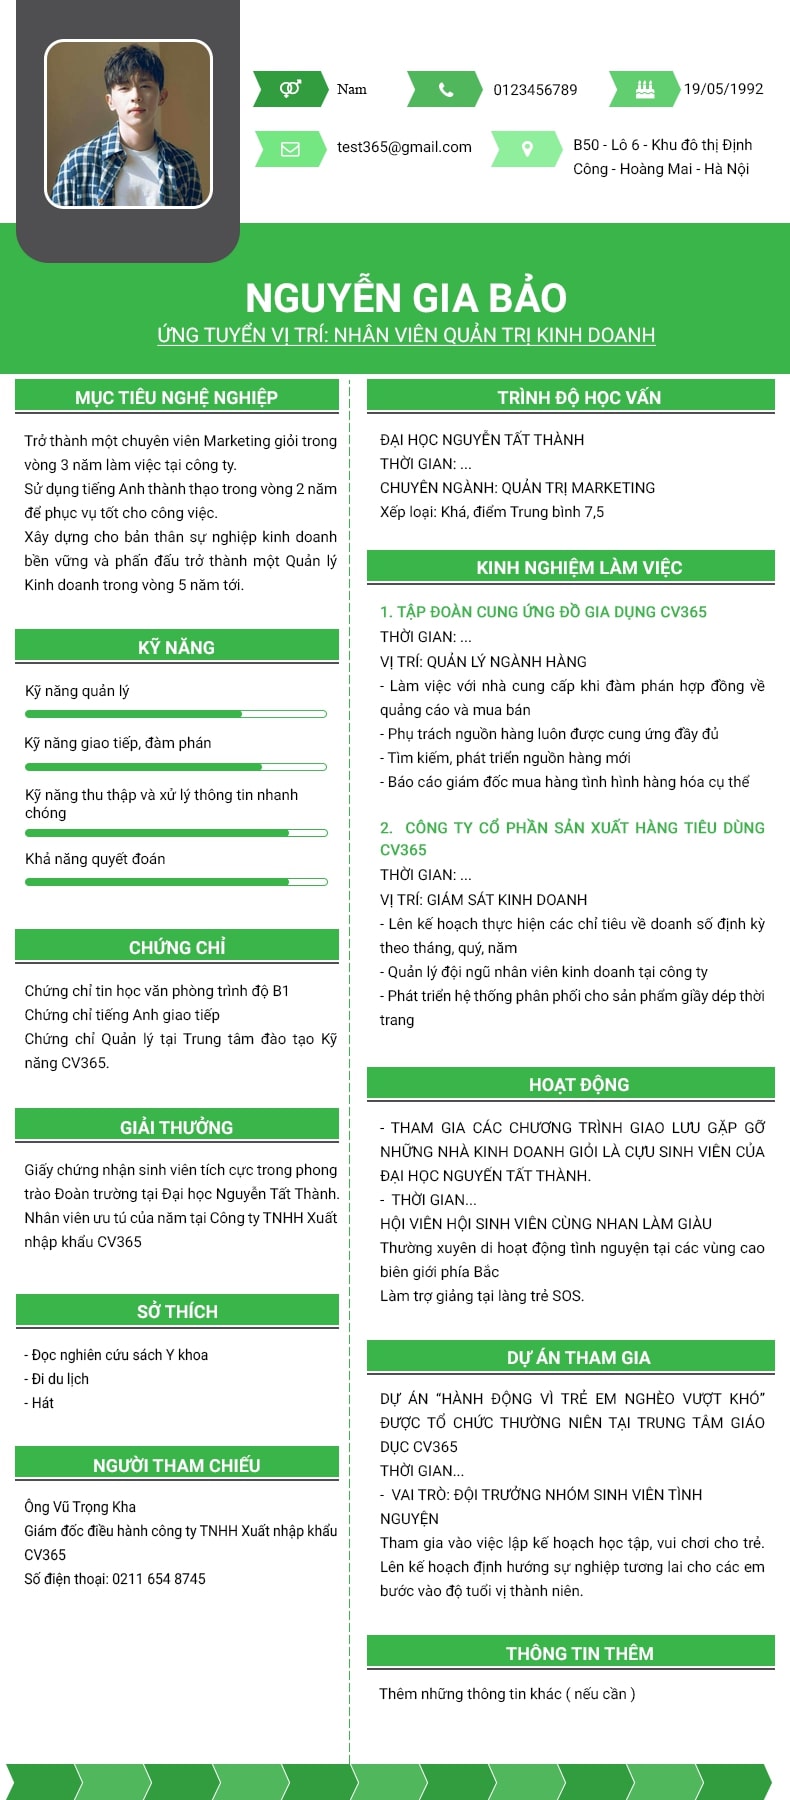 Nam
0123456789
19/05/1992
test365@gmail.com
B50 - Lô 6 - Khu đô thị Định
Công - Hoàng Mai - Hà Nội
NGUYỄN GIA BẢO
ỨNG TUYỂN VỊ TRÍ: NHÂN VIÊN QUẢN TRỊ KINH DOANH
MỤC TIÊU NGHỆ NGHIỆP
Trở thành một chuyên viên Marketing giỏi trong
vòng 3 năm làm việc tại công ty.
Sử dụng tiếng Anh thành thạo trong vòng 2 năm
để phục vụ tốt cho công việc.
Xây dựng cho bản thân sự nghiệp kinh doanh
bền vững và phấn đấu trở thành một Quản lý
Kinh doanh trong vòng 5 năm tới.
KỸ NĂNG
Kỹ năng quản lý
Kỹ năng giao tiếp, đàm phán
Kỹ năng thu thập và xử lý thông tin nhanh
chóng
Khả năng quyết đoán
CHỨNG CHỈ
Chứng chỉ tin học văn phòng trình độ B1
Chứng chỉ tiếng Anh giao tiếp
Chứng chỉ Quản lý tại Trung tâm đào tạo Kỹ
năng CV365.
GIẢI THƯỞNG
Giấy chứng nhận sinh viên tích cực trong phong
trào Đoàn trường tại Đại học Nguyễn Tất Thành.
Nhân viên ưu tú của năm tại Công ty TNHH Xuất
nhập khẩu CV365
SỞ THÍCH
- Đọc nghiên cứu sách Y khoa
- Đi du lịch
- Hát
NGƯỜI THAM CHIẾU
Ông Vũ Trọng Kha
Giám đốc điều hành công ty TNHH Xuất nhập khẩu
CV365
Số điện thoại: 0211 654 8745
TRÌNH ĐỘ HỌC VẤN
ĐẠI HỌC NGUYỄN TẤT THÀNH
THỜI GIAN: ...
CHUYÊN NGÀNH: QUẢN TRỊ MARKETING
Xếp loại: Khá, điểm Trung bình 7,5
KINH NGHIỆM LÀM VIỆC
1. TẬP ĐOÀN CUNG ỨNG ĐỒ GIA DỤNG CV365
THỜI GIAN: ...
VỊ TRÍ: QUẢN LÝ NGÀNH HÀNG
- Làm việc với nhà cung cấp khi đàm phán hợp đồng về
quảng cáo và mua bán
- Phụ trách nguồn hàng luôn được cung ứng đầy đủ
- Tìm kiếm, phát triển nguồn hàng mới
- Báo cáo giám đốc mua hàng tình hình hàng hóa cụ thể
2. CÔNG TY CỔ PHẦN SẢN XUẤT HÀNG TIÊU DÙNG
CV365
THỜI GIAN: ...
VỊ TRÍ: GIÁM SÁT KINH DOANH
- Lên kế hoạch thực hiện các chỉ tiêu về doanh số định kỳ
theo tháng, quý, năm
- Quản lý đội ngũ nhân viên kinh doanh tại công ty
- Phát triển hệ thống phân phối cho sản phẩm giầy dép thời
trang
HOẠT ĐỘNG
- THAM GIA CÁC CHƯƠNG TRÌNH GIAO LƯU GẶP GỠ
NHỮNG NHÀ KINH DOANH GIỎI LÀ CỰU SINH VIÊN CỦA
ĐẠI HỌC NGUYẾN TẤT THÀNH.
- THỜI GIAN...
HỘI VIÊN HỘI SINH VIÊN CÙNG NHAN LÀM GIÀU
Thường xuyên di hoạt động tình nguyện tại các vùng cao
biên giới phía Bắc
Làm trợ giảng tại làng trẻ SOS.
DỰ ÁN THAM GIA
DỰ ÁN “HÀNH ĐỘNG VÌ TRẺ EM NGHÈO VƯỢT KHÓ”
ĐƯỢC TỔ CHỨC THƯỜNG NIÊN TẠI TRUNG TÂM GIÁO
DỤC CV365
THỜI GIAN...
- VAI TRÒ: ĐỘI TRƯỞNG NHÓM SINH VIÊN TÌNH
NGUYỆN
Tham gia vào việc lập kế hoạch học tập, vui chơi cho trẻ.
Lên kế hoạch định hướng sự nghiệp tương lai cho các em
bước vào độ tuổi vị thành niên.
THÔNG TIN THÊM
Thêm những thông tin khác ( nếu cần )